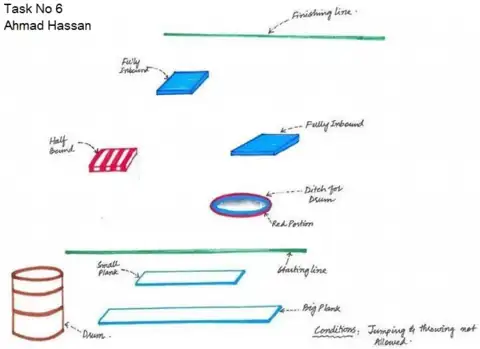 Task No 6
Ahmad Hassan
Finishing line.
Fully
Inbound
Fully Inbound
Half
Bound
Ditch for
Drum
Red Portion
Starting line
Small
Plank
Big Plank
Drum
Conditions: Jumping & throwing not
Allowed.